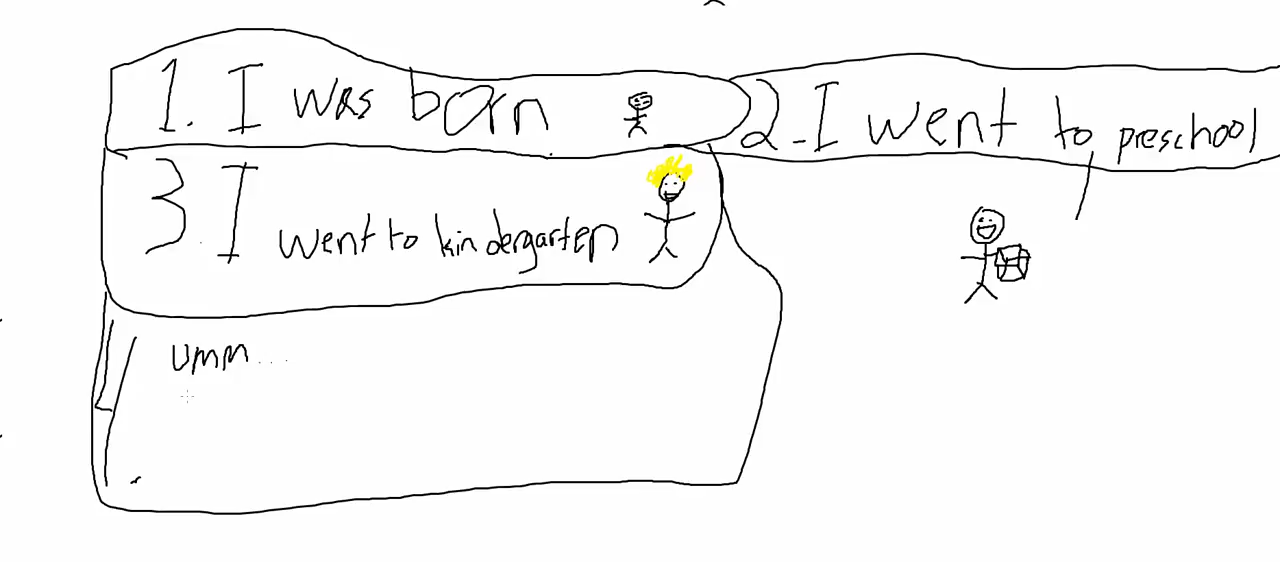 1. I was born
2-I went to preschool
3. I went to kindergarten
4
umm....